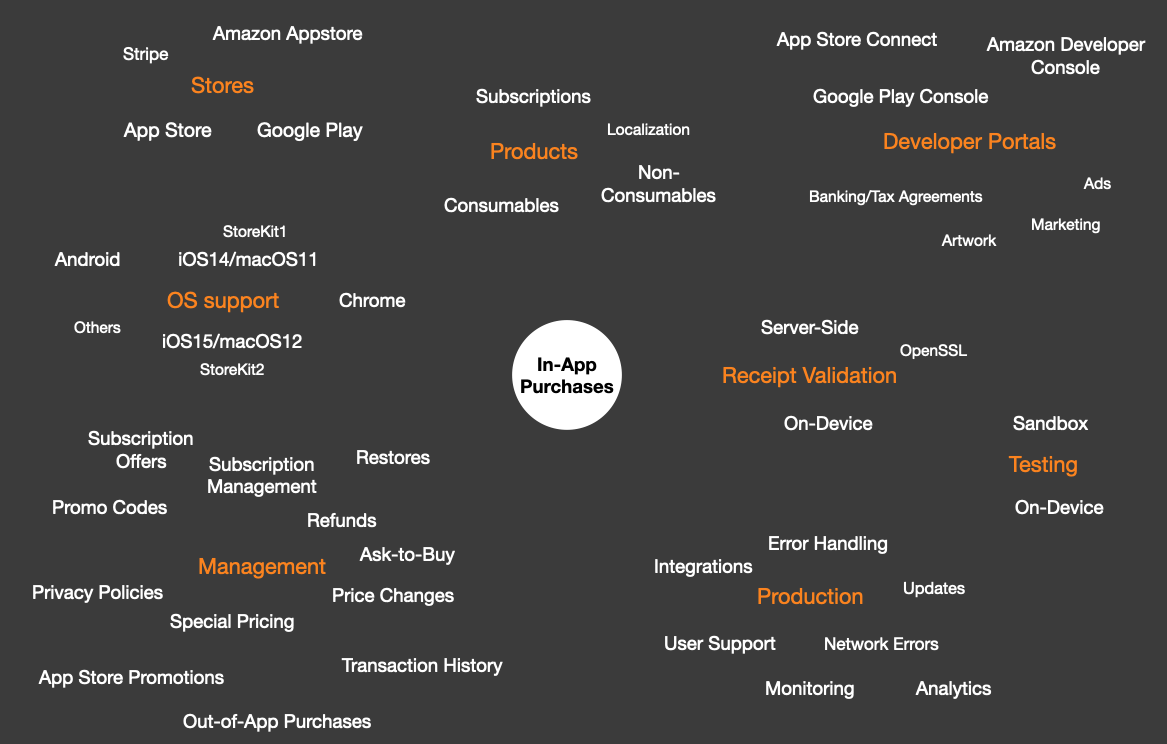 Amazon Appstore
Stripe
Stores
App Store
Google Play
Subscriptions
Localization
Products
Non-
Consumables
Consumables
App Store Connect
Amazon Developer
Console
Google Play Console
Developer Portals
Ads
Banking/Tax Agreements
Marketing
Artwork
StoreKit1
Android
iOS14/macOS11
OS support
Chrome
Others
iOS15/macOS12
StoreKit2
In-App
Purchases
Server-Side
OpenSSL
Receipt Validation
On-Device
Sandbox
Testing
On-Device
Subscription
Offers
Subscription
Management
Restores
Promo Codes
Refunds
Ask-to-Buy
Management
Privacy Policies
Price Changes
Special Pricing
Transaction History
App Store Promotions
Out-of-App Purchases
Error Handling
Integrations
Updates
Production
User Support
Network Errors
Monitoring
Analytics